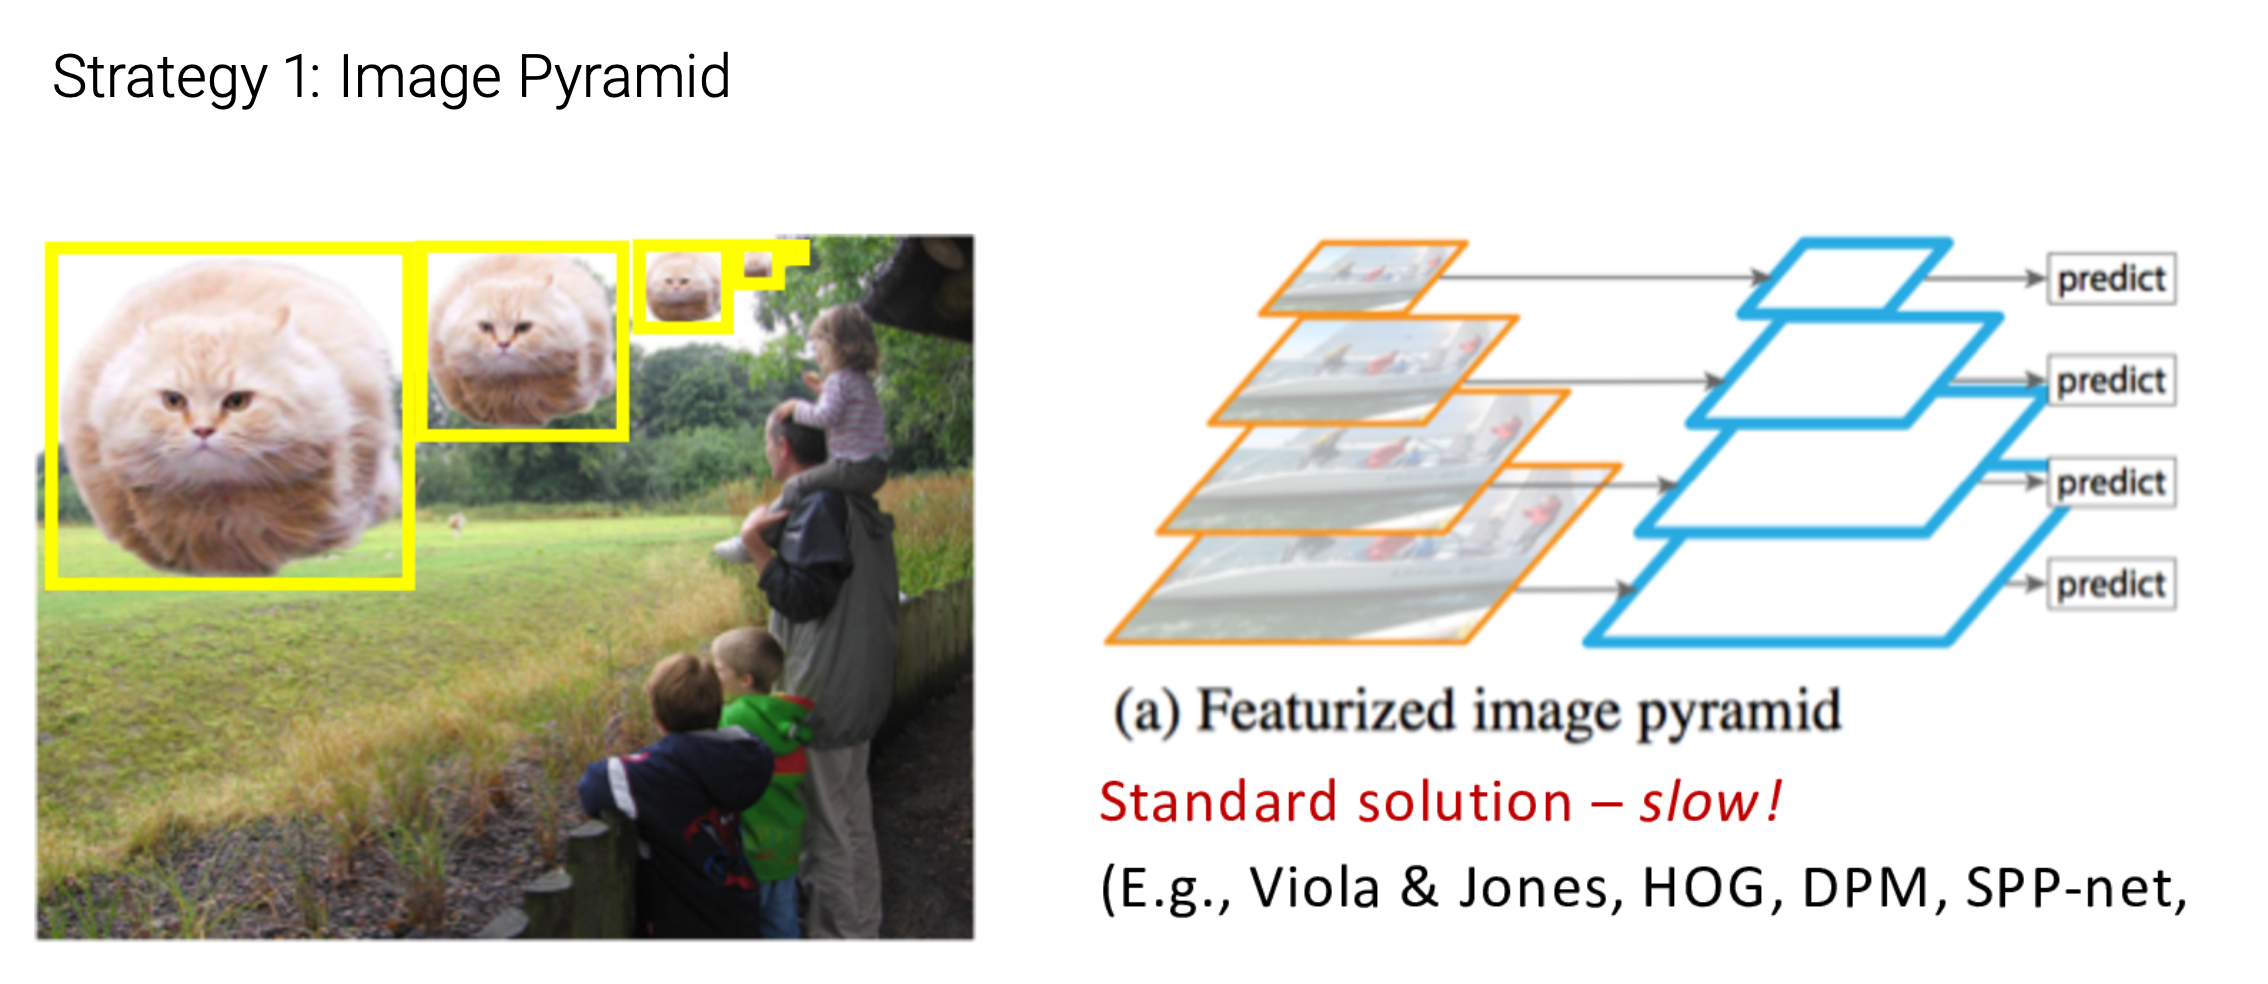 Strategy 1: Image Pyramid
predict
predict
predict
predict
(a) Featurized image pyramid
Standard solution – slow!
(E.g., Viola & Jones, HOG, DPM, SPP-net,